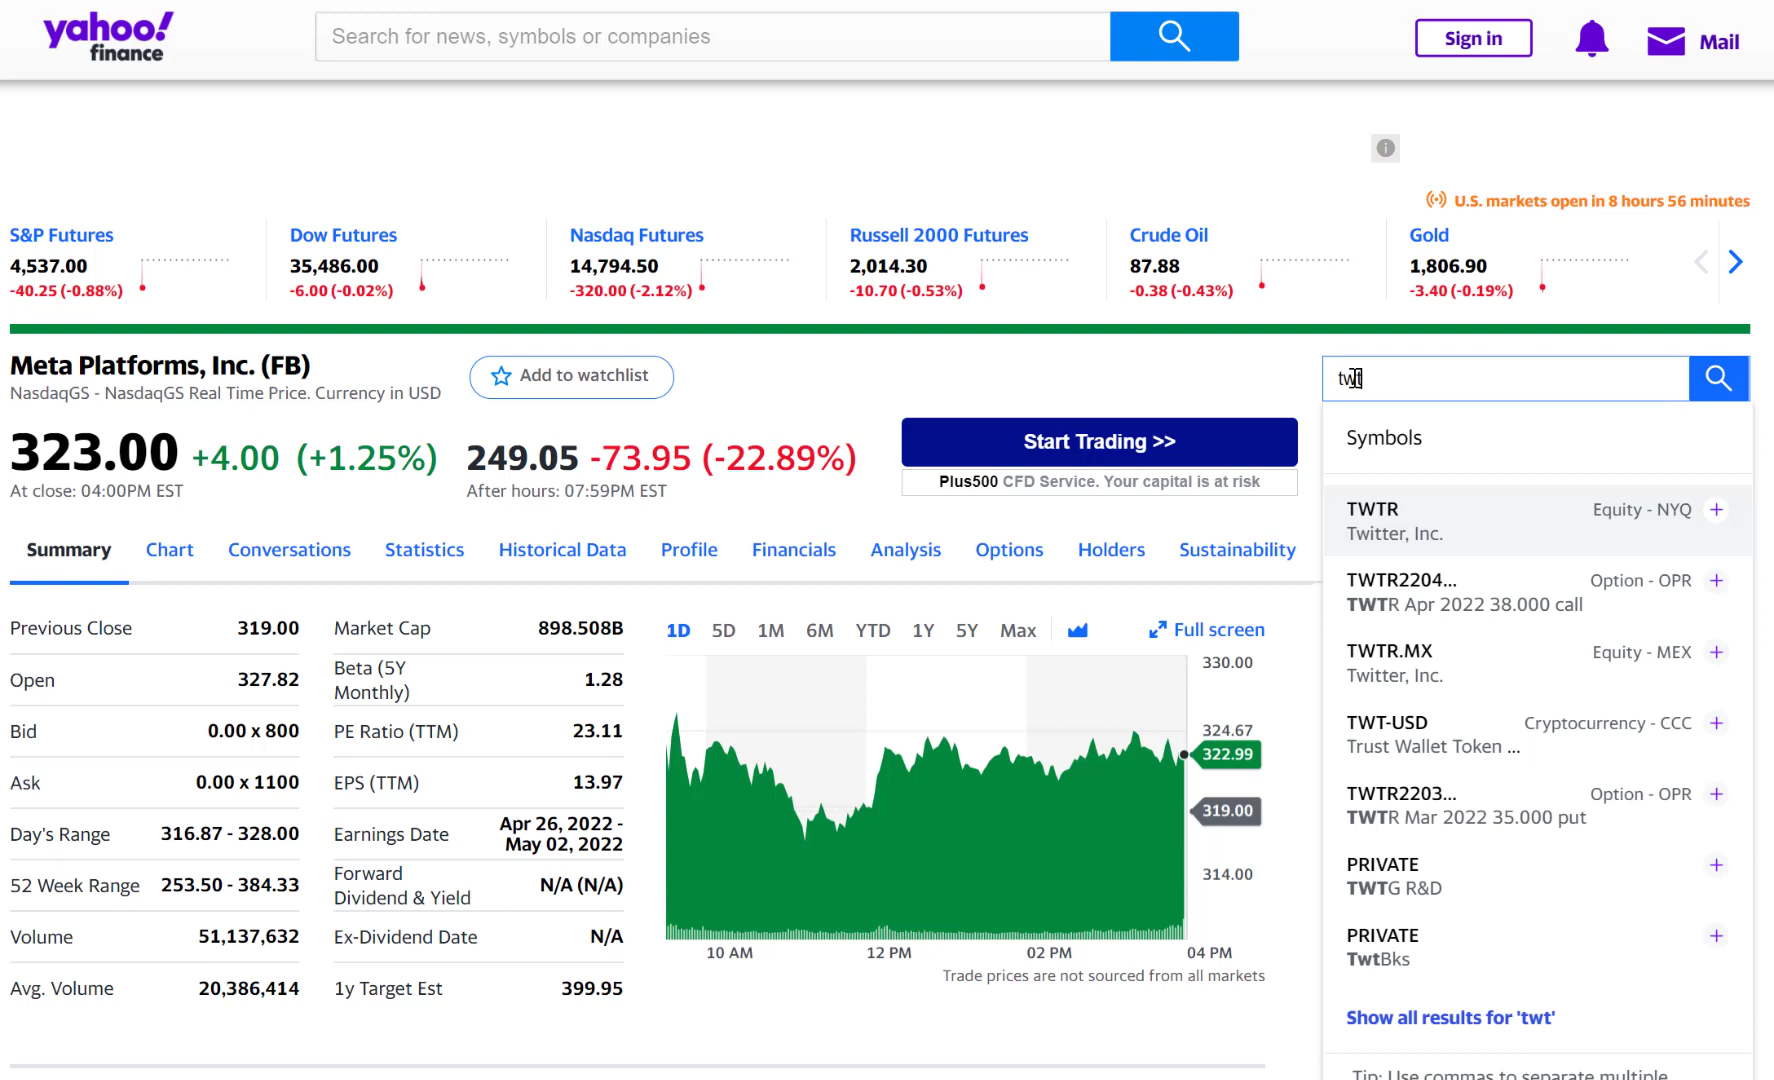 yahoo!
finance
Search for news, symbols or companies
Sign in
Mail
U.S. markets open in 8 hours 56 minutes
S&P Futures
4,537.00
-40.25 (-0.88%)
Dow Futures
35,486.00
-6.00 (-0.02%)
Nasdaq Futures
14,794.50
-320.00 (-2.12%)
Russell 2000 Futures
2,014.30
-10.70 (-0.53%)
Crude Oil
87.88
-0.38 (-0.43%)
Gold
1,806.90
-3.40 (-0.19%)
Meta Platforms, Inc. (FB)
NasdaqGS - NasdaqGS Real Time Price. Currency in USD
Add to watchlist
323.00 +4.00 (+1.25%)
At close: 04:00PM EST
249.05 -73.95 (-22.89%)
After hours: 07:59PM EST
Start Trading >>
Plus500 CFD Service. Your capital is at risk
Summary Chart Conversations Statistics Historical Data Profile Financials Analysis Options Holders Sustainability
Previous Close 319.00
Open 327.82
Bid 0.00 x 800
Ask 0.00 x 1100
Day's Range 316.87 - 328.00
52 Week Range 253.50 - 384.33
Volume 51,137,632
Avg. Volume 20,386,414
Market Cap 898.508B
Beta (5Y
Monthly) 1.28
PE Ratio (TTM) 23.11
EPS (TTM) 13.97
Earnings Date Apr 26, 2022 -
May 02, 2022
Forward
Dividend & Yield N/A (N/A)
Ex-Dividend Date N/A
1y Target Est 399.95
1D 5D 1M 6M YTD 1Y 5Y Max
Full screen
330.00
324.67
322.99
319.00
314.00
10 AM 12 PM 02 PM 04 PM
Trade prices are not sourced from all markets
twt
Symbols
TWTR Equity - NYQ +
Twitter, Inc.
TWTR2204... Option - OPR +
TWTR Apr 2022 38.000 call
TWTR.MX Equity - MEX +
Twitter, Inc.
TWT-USD Cryptocurrency - CCC +
Trust Wallet Token ...
TWTR2203... Option - OPR +
TWTR Mar 2022 35.000 put
PRIVATE +
TWTG R&D
PRIVATE +
TwtBks
Show all results for 'twt'
Tip: Use commas to separate multiple